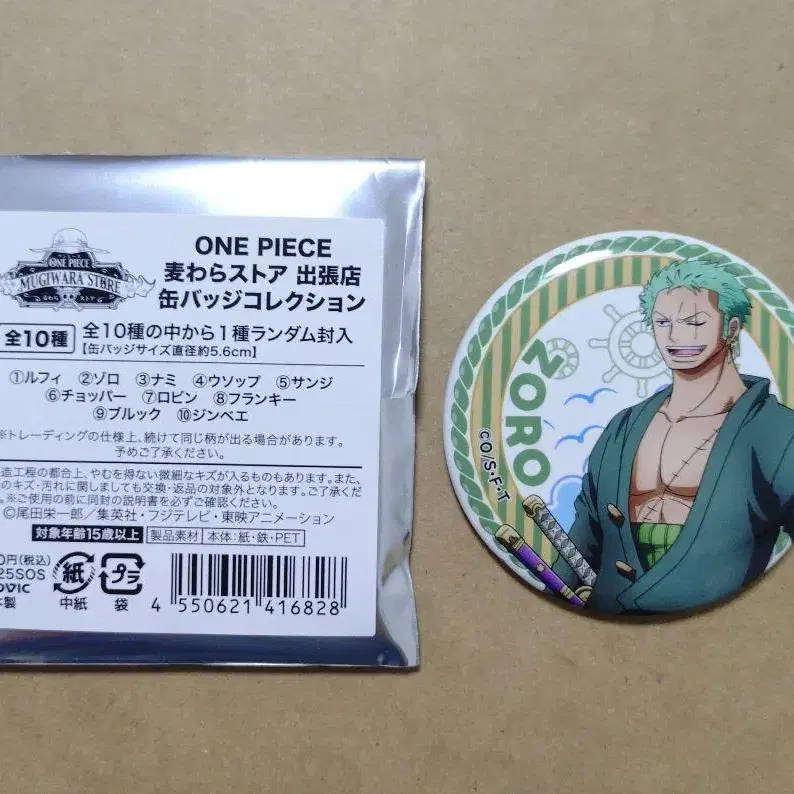 ONE PIECE
MUGIWARA STORE
麦わら ストア
ONE PIECE
麦わらストア 出張店
缶バッジコレクション
全10種
全10種の中から1種ランダム封入
【缶バッジサイズ直径約5.6cm】
①ルフィ ②ゾロ ③ナミ ④ウソップ ⑤サンジ
⑥チョッパー ⑦ロビン ⑧フランキー
⑨ブルック ⑩ジンベエ
※トレーディングの仕様上、続けて同じ柄が出る場合があります。
予めご了承ください。
造工程の都合上、やむを得ない微細なキズが入るものもあります。また、
のキズ・汚れに関しましても交換・返品の対象外となります。ご了承くだ
。※ご使用の前に同封の説明書を必ずご確認ください。
©尾田栄一郎/集英社・フジテレビ・東映アニメーション
対象年齢15歳以上 製品素材 本体:紙・鉄・PET
0円(税込)
25SOS
OVIC
製
紙 プラ
中紙 袋
4 550621 416828
ZORO
©O/S・F・T